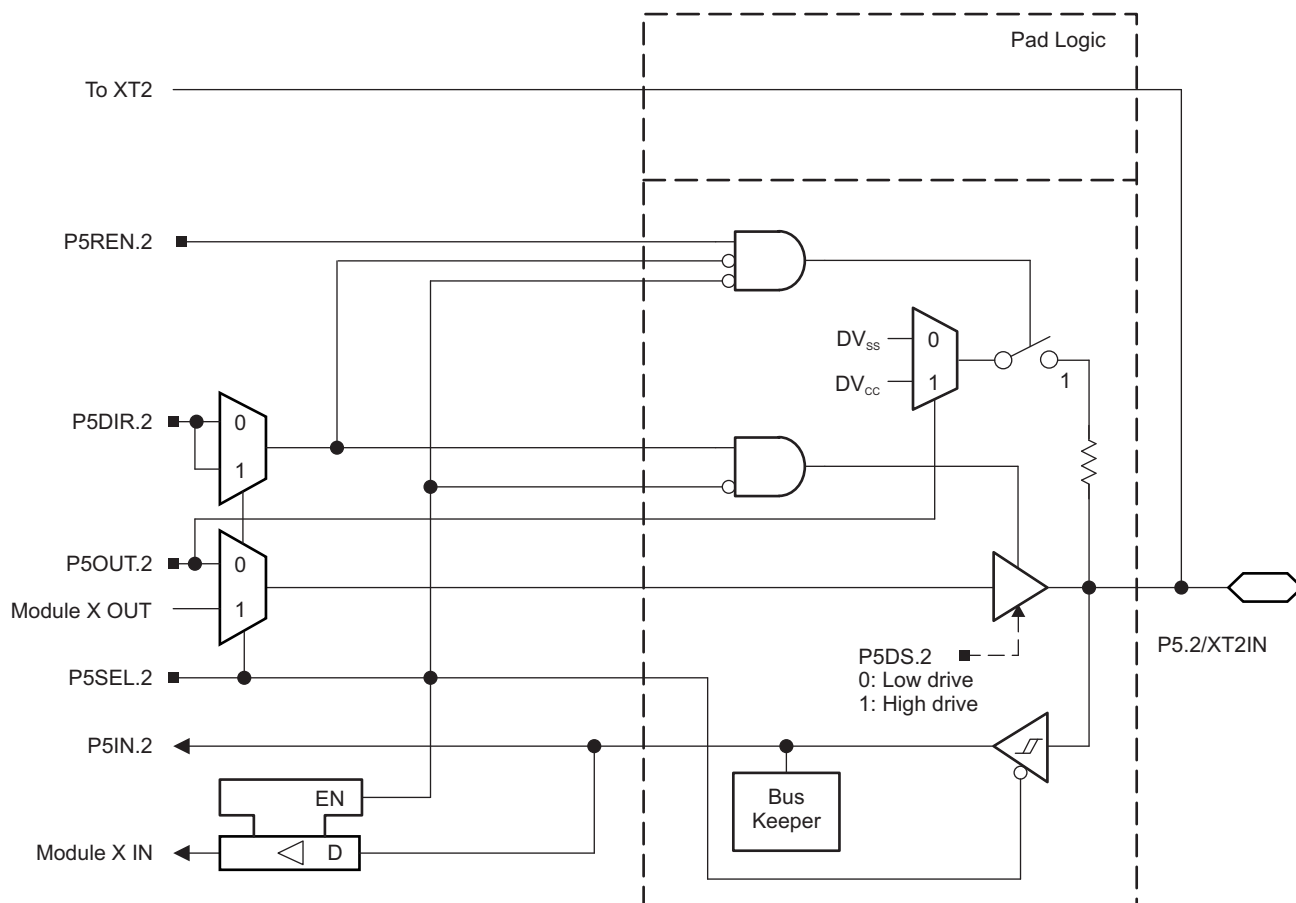 Pad Logic
To XT2
P5REN.2
DVSS
0
DVCC
1
1
P5DIR.2
0
1
P5OUT.2
0
Module X OUT
1
P5DS.2
0: Low drive
1: High drive
P5.2/XT2IN
P5SEL.2
P5IN.2
Bus
Keeper
EN
Module X IN
D